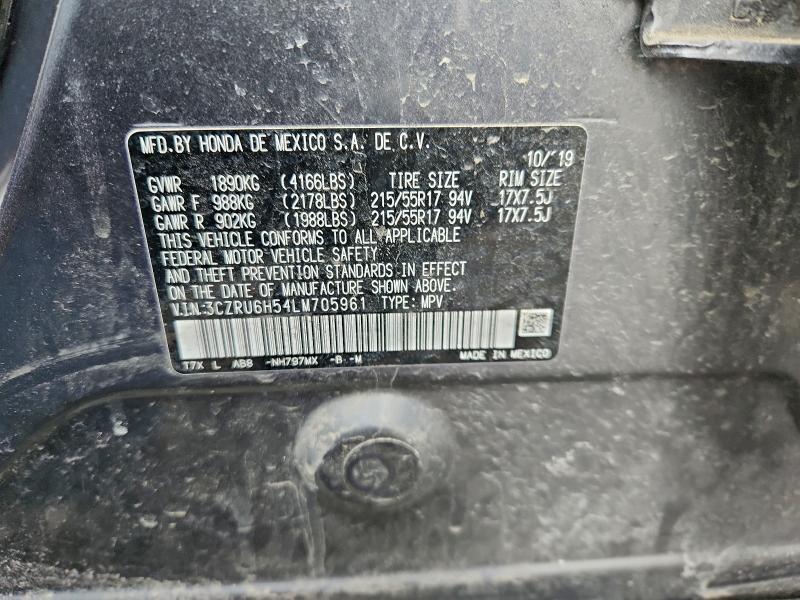 MFD.BY HONDA DE MEXICO S.A. DE C.V.
10/'19
GVWR 1890KG (4166LBS) TIRE SIZE RIM SIZE
GAWR F 988KG (2178LBS) 215/55R17 94V 17X7.5J
GAWR R 902KG (1988LBS) 215/55R17 94V 17X7.5J
THIS VEHICLE CONFORMS TO ALL APPLICABLE
FEDERAL MOTOR VEHICLE SAFETY
AND THEFT PREVENTION STANDARDS IN EFFECT
ON THE DATE OF MANUFACTURE SHOWN ABOVE.
V.I.N-3CZRU6H54LM705961 TYPE: MPV
T7X L ABB -NH797MX -B -M MADE IN MEXICO